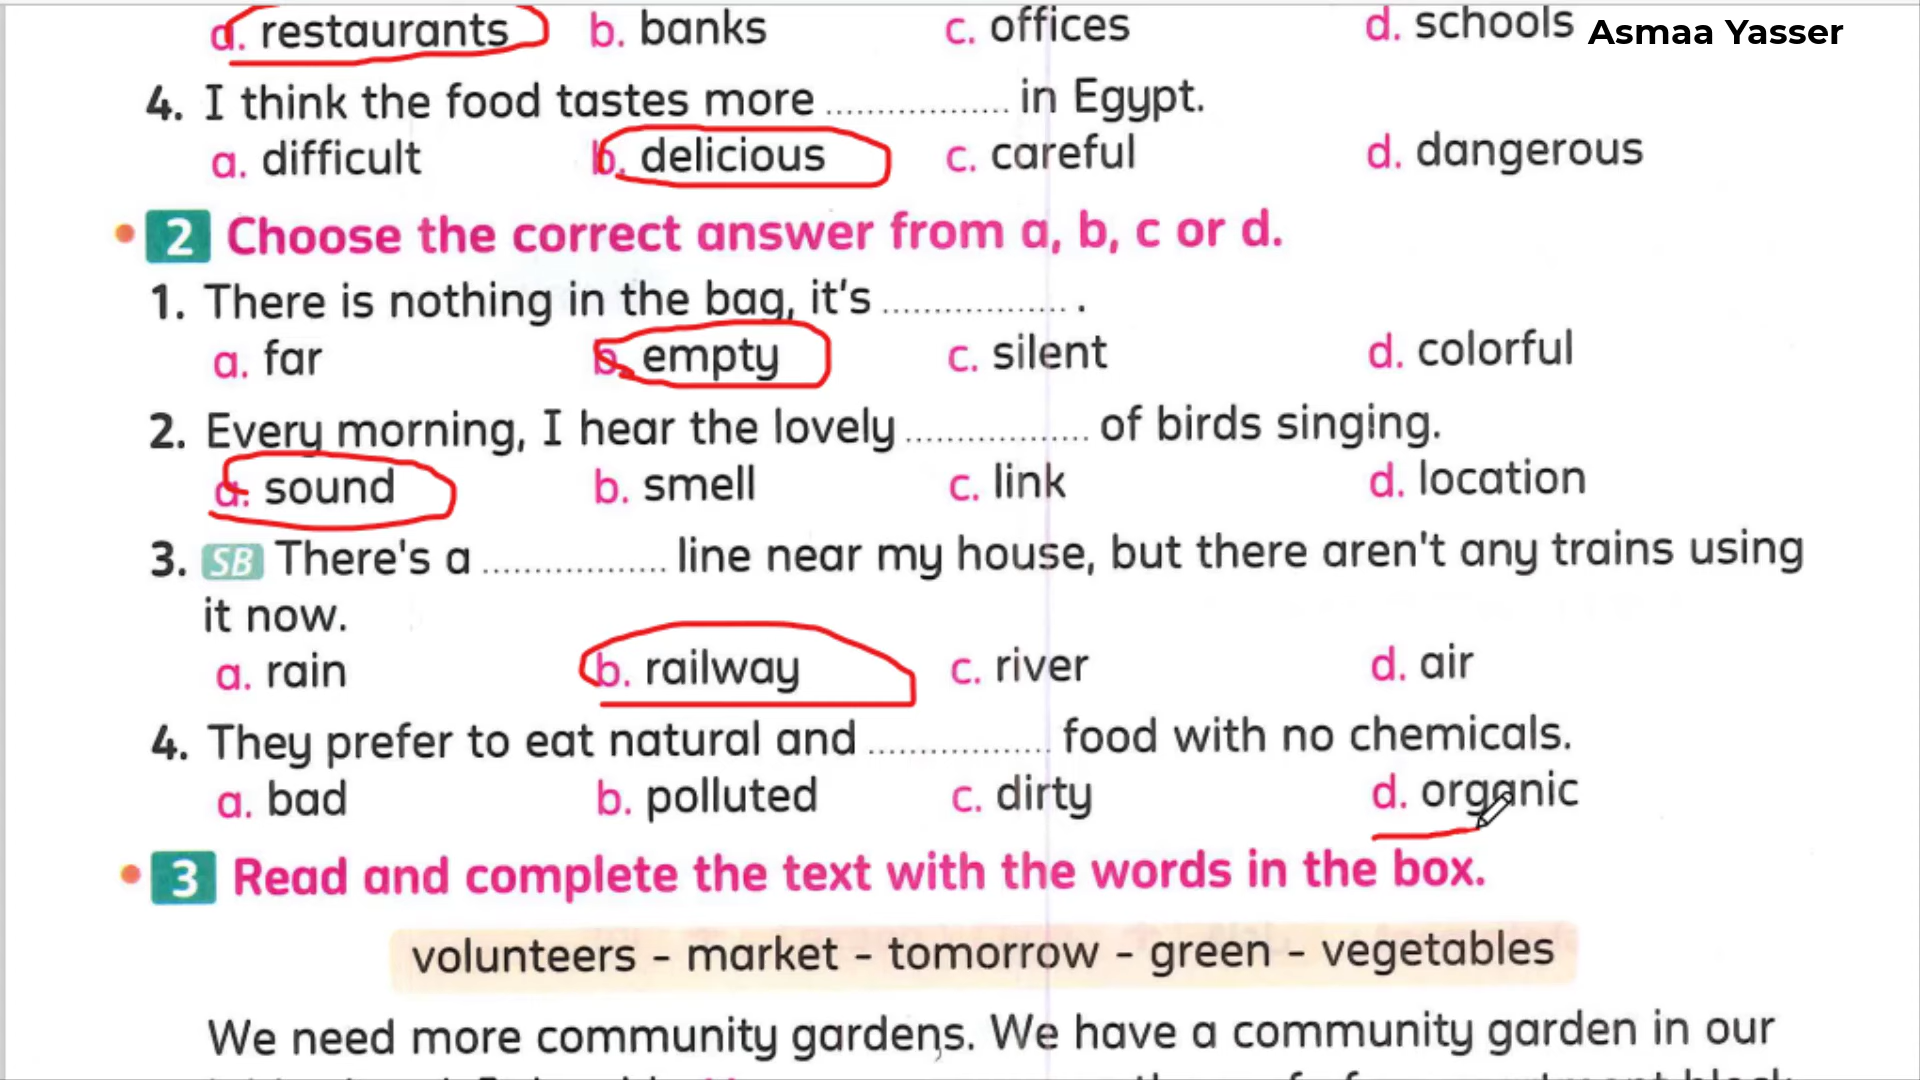 a. restaurants b. banks c. offices d. schools Asmaa Yasser
4. I think the food tastes more ................. in Egypt.
a. difficult b. delicious c. careful d. dangerous
2 Choose the correct answer from a, b, c or d.
1. There is nothing in the bag, it's ................. .
a. far b. empty c. silent d. colorful
2. Every morning, I hear the lovely ................. of birds singing.
a. sound b. smell c. link d. location
3. SB There's a ................. line near my house, but there aren't any trains using
it now.
a. rain b. railway c. river d. air
4. They prefer to eat natural and ................. food with no chemicals.
a. bad b. polluted c. dirty d. organic
3 Read and complete the text with the words in the box.
volunteers - market - tomorrow - green - vegetables
We need more community gardens. We have a community garden in our